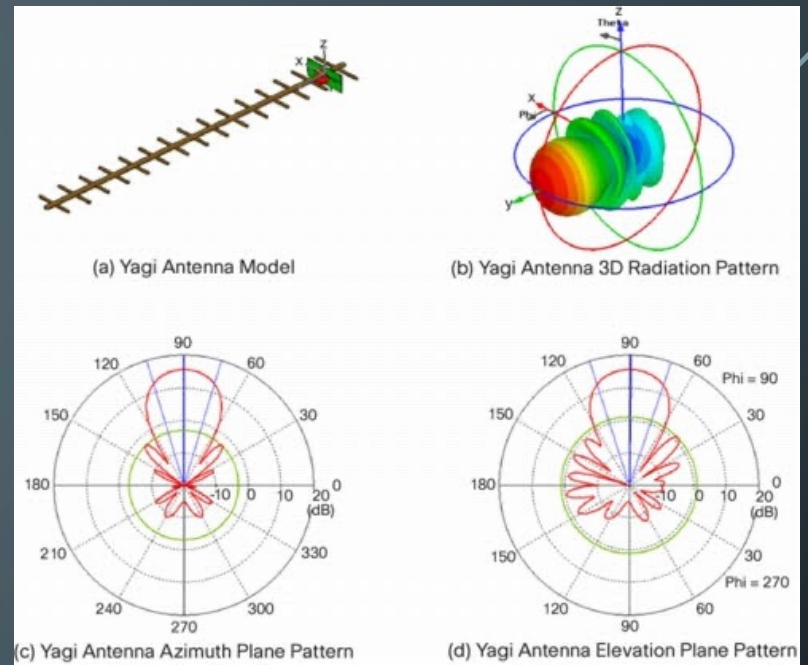 z
x
(a) Yagi Antenna Model
z
Theta
x
Phi
y
(b) Yagi Antenna 3D Radiation Pattern
90
120
60
150
30
180
-10
0
10
20
0
(dB)
210
330
240
300
270
(c) Yagi Antenna Azimuth Plane Pattern
90
120
60
Phi = 90
150
30
180
-10
0
10
20
0
(dB)
150
30
Phi = 270
120
60
90
(d) Yagi Antenna Elevation Plane Pattern